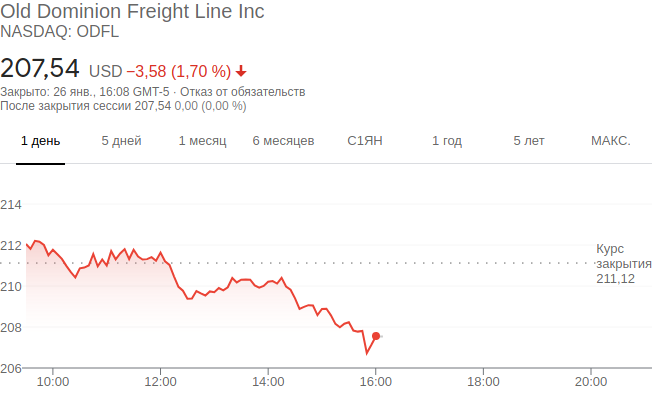 Old Dominion Freight Line Inc
NASDAQ: ODFL
207,54 USD −3,58 (1,70 %)
Закрыто: 26 янв., 16:08 GMT-5 · Отказ от обязательств
После закрытия сессии 207,54 0,00 (0,00 %)
1 день 5 дней 1 месяц 6 месяцев С1ЯН 1 год 5 лет МАКС.
214
212
Курс
закрытия
211,12
210
208
206
10:00 12:00 14:00 16:00 18:00 20:00